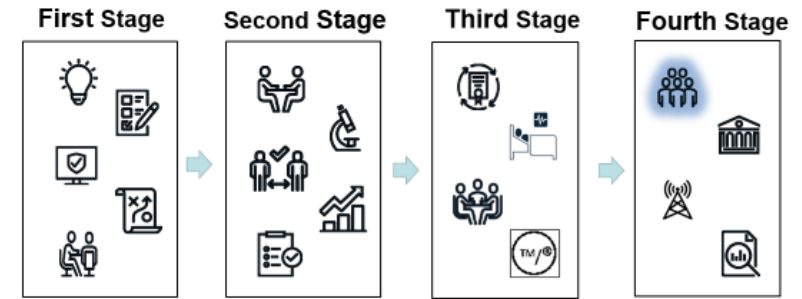 First Stage
Second Stage
Third Stage
Fourth Stage
TM/®